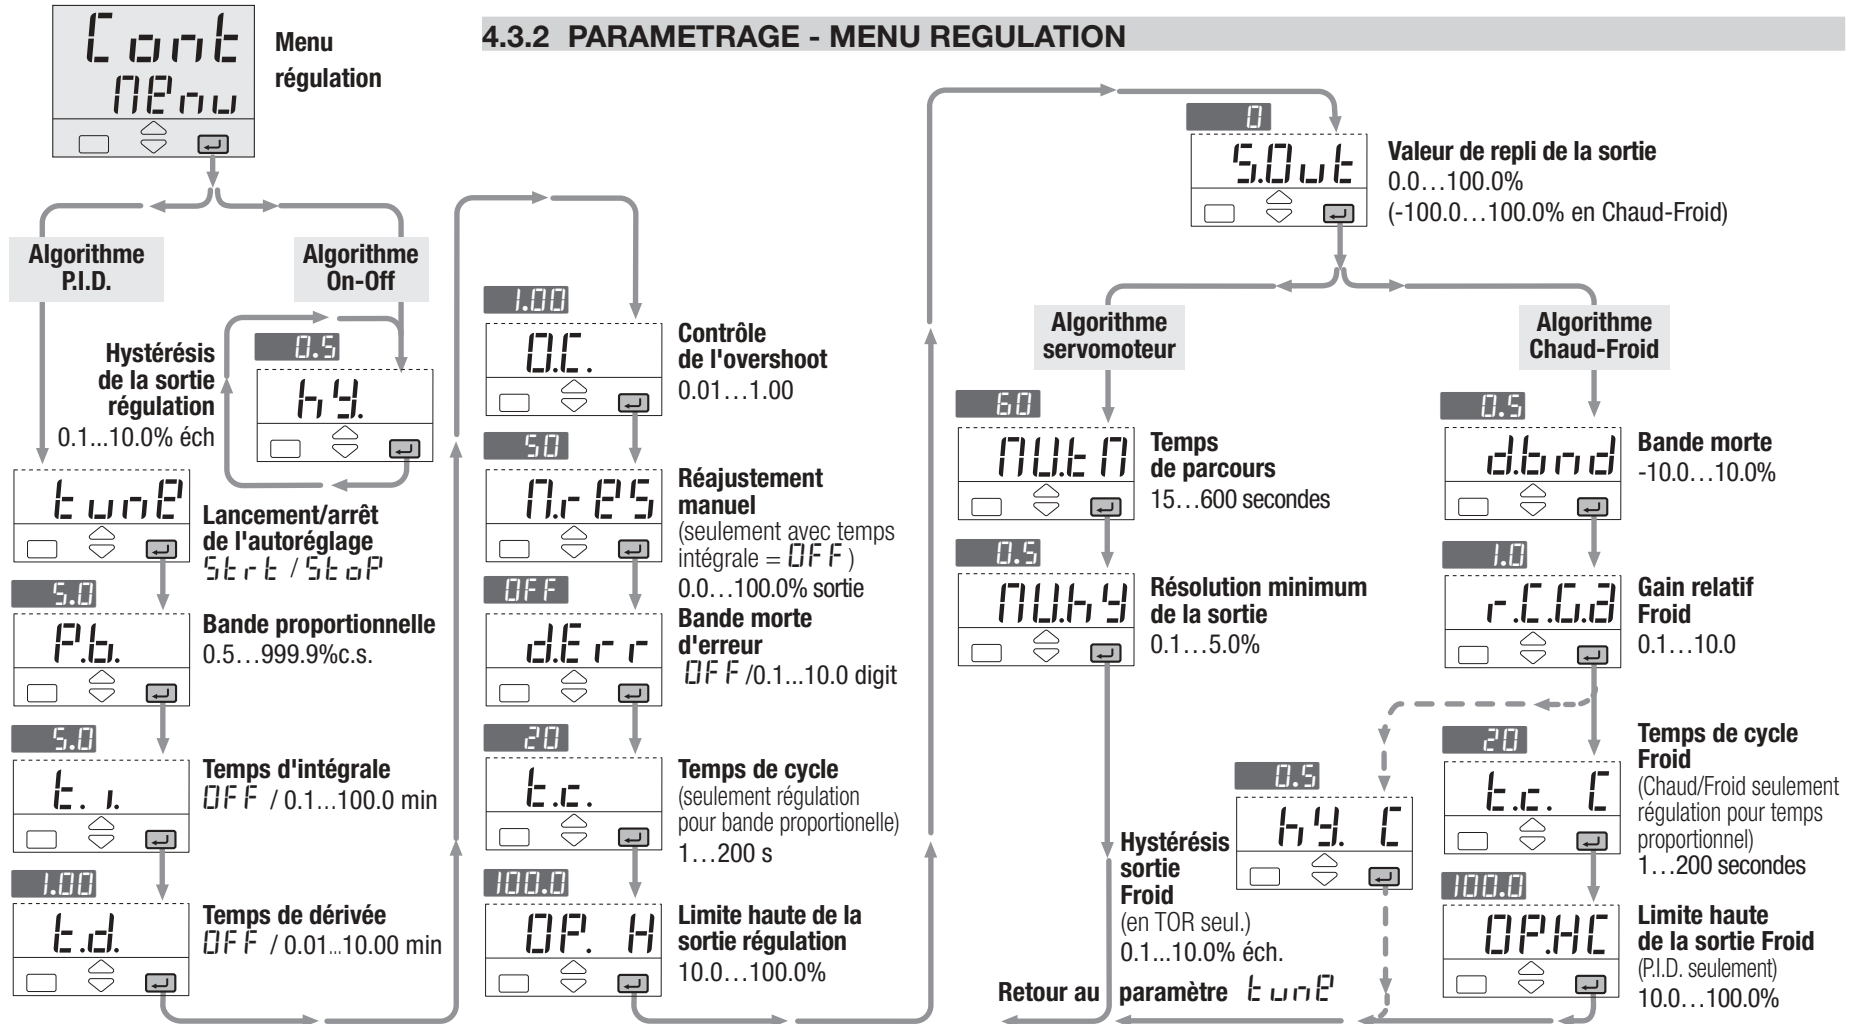 4.3.2 PARAMETRAGE - MENU REGULATION
Cont
MEnu
Menu
régulation
Algorithme
P.I.D.
Algorithme
On-Off
Hystérésis
de la sortie
régulation
0.1...10.0% éch
0.5
hY.
tunE
Lancement/arrêt
de l'autoréglage
Strt / StoP
5.0
P.b.
Bande proportionnelle
0.5…999.9%c.s.
5.0
t. i.
Temps d'intégrale
OFF / 0.1...100.0 min
1.00
t.d.
Temps de dérivée
OFF / 0.01...10.00 min
1.00
O.C.
Contrôle
de l'overshoot
0.01…1.00
50
M.rES
Réajustement
manuel
(seulement avec temps
intégrale = OFF)
0.0…100.0% sortie
OFF
d.Err
Bande morte
d'erreur
OFF/0.1...10.0 digit
20
t.c.
Temps de cycle
(seulement régulation
pour bande proportionelle)
1…200 s
100.0
OP. H
Limite haute de la
sortie régulation
10.0…100.0%
0
S.Out
Valeur de repli de la sortie
0.0…100.0%
(-100.0…100.0% en Chaud-Froid)
Algorithme
servomoteur
60
MV.tM
Temps
de parcours
15…600 secondes
0.5
MV.hY
Résolution minimum
de la sortie
0.1…5.0%
Algorithme
Chaud-Froid
0.5
d.bnd
Bande morte
-10.0…10.0%
1.0
r.C.G.a
Gain relatif
Froid
0.1…10.0
0.5
hY. C
Hystérésis
sortie
Froid
(en TOR seul.)
0.1...10.0% éch.
20
t.c. C
Temps de cycle
Froid
(Chaud/Froid seulement
régulation pour temps
proportionnel)
1…200 secondes
100.0
OP.HC
Limite haute
de la sortie Froid
(P.I.D. seulement)
10.0…100.0%
Retour au paramètre tunE